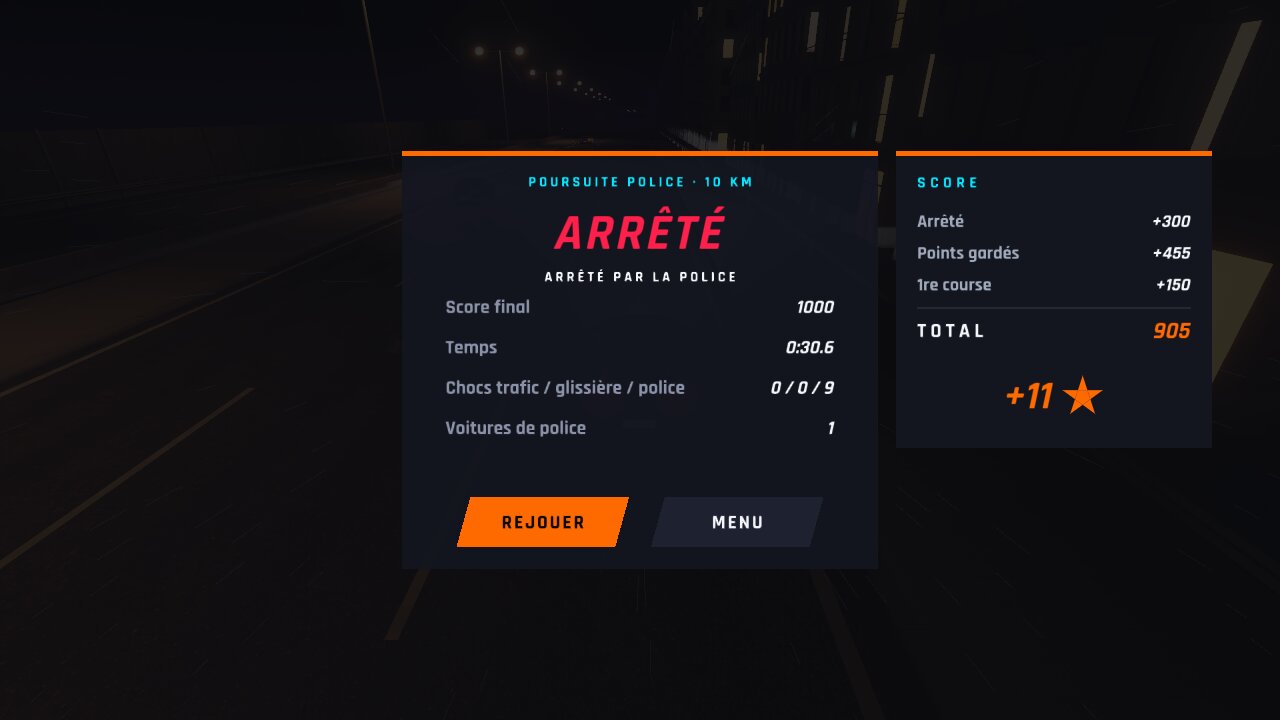 POURSUITE POLICE · 10 KM
ARRÊTÉ
ARRÊTÉ PAR LA POLICE
Score final 1000
Temps 0:30.6
Chocs trafic / glissière / police 0 / 0 / 9
Voitures de police 1
REJOUER MENU
SCORE
Arrêté +300
Points gardés +455
1re course +150
TOTAL 905
+11